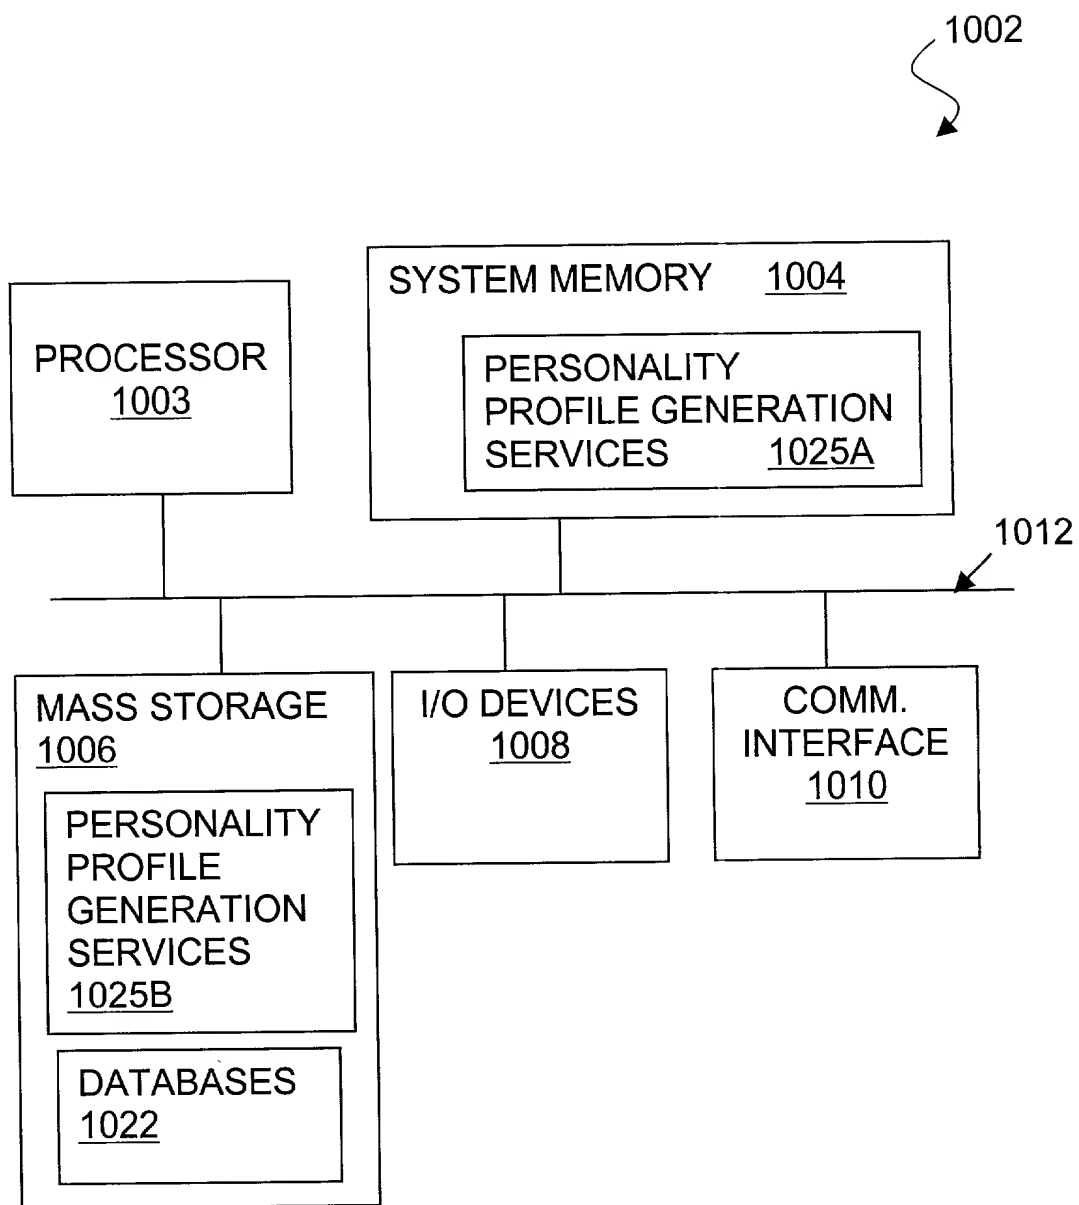 1002
SYSTEM MEMORY 1004
PROCESSOR
1003
PERSONALITY
PROFILE GENERATION
SERVICES 1025A
1012
MASS STORAGE
1006
PERSONALITY
PROFILE
GENERATION
SERVICES
1025B
DATABASES
1022
I/O DEVICES
1008
COMM.
INTERFACE
1010